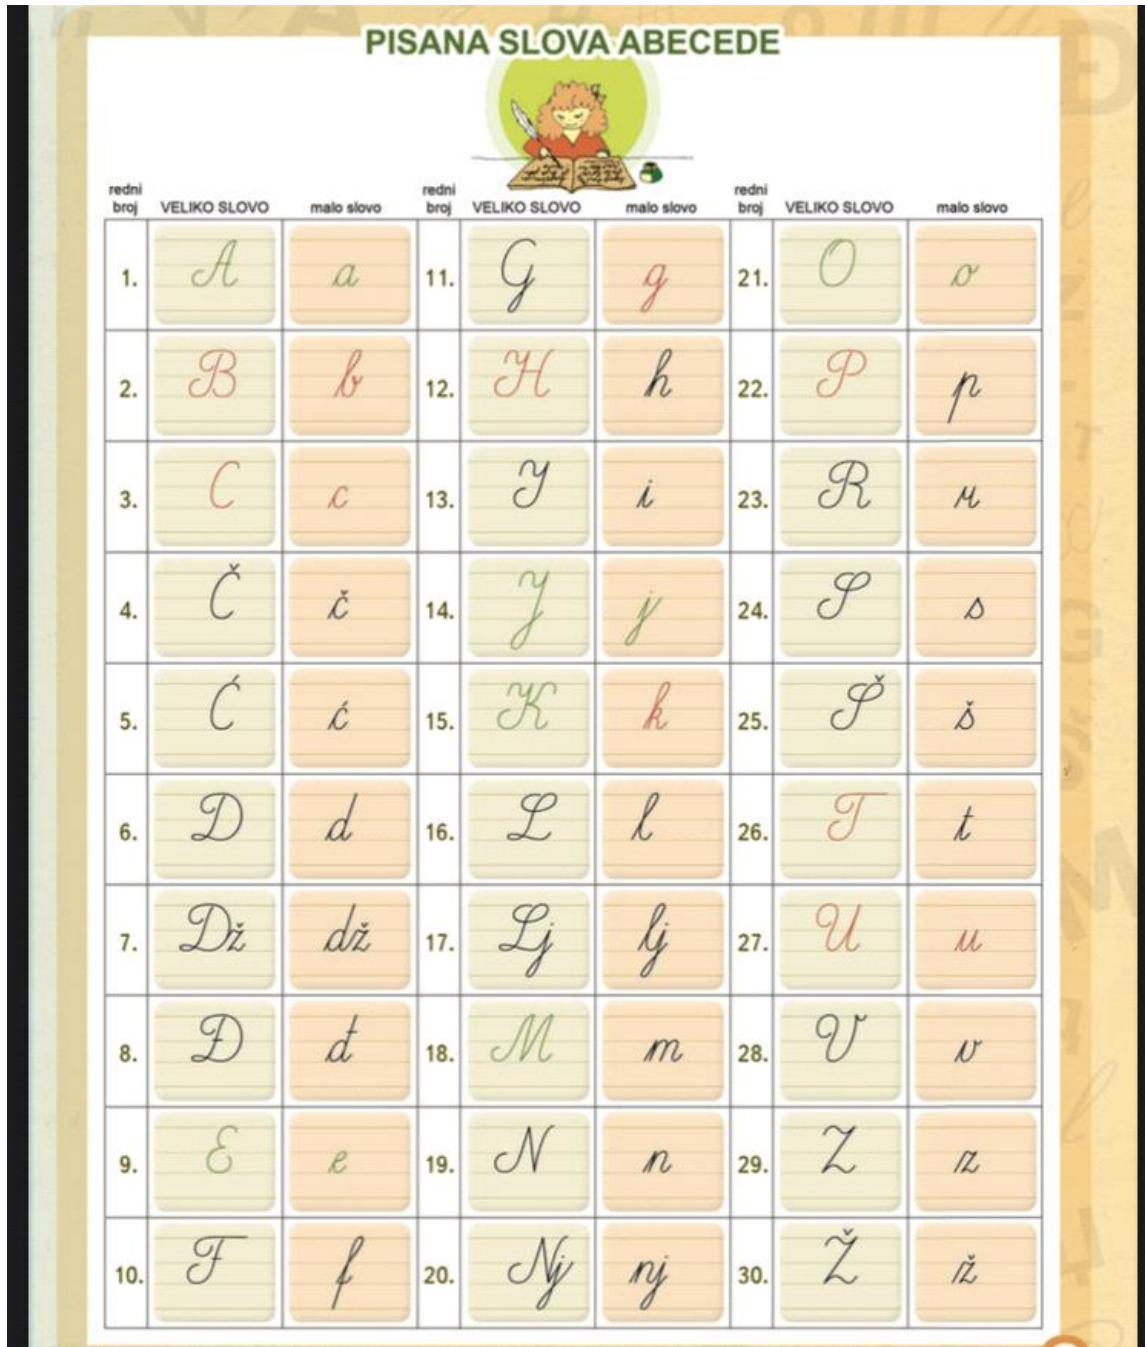 PISANA SLOVA ABECEDE
redni broj VELIKO SLOVO malo slovo redni broj VELIKO SLOVO malo slovo redni broj VELIKO SLOVO malo slovo
1. A a 11. G g 21. O o
2. B b 12. H h 22. P p
3. C c 13. I i 23. R r
4. Č č 14. J j 24. S s
5. Ć ć 15. K k 25. Š š
6. D d 16. L l 26. T t
7. Dž dž 17. Lj lj 27. U u
8. Đ đ 18. M m 28. V v
9. E e 19. N n 29. Z z
10. F f 20. Nj nj 30. Ž ž